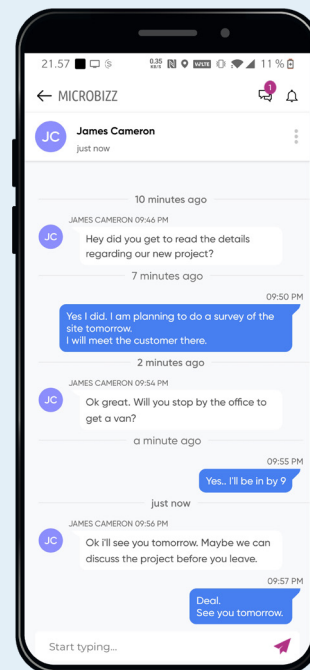 21.57 0.35 KB/S VoLTE 11 %
← MICROBIZZ 1
JC James Cameron
just now
10 minutes ago
JAMES CAMERON 09:46 PM
JC Hey did you get to read the details
regarding our new project?
7 minutes ago
09:50 PM
Yes I did. I am planning to do a survey of the
site tomorrow.
I will meet the customer there.
2 minutes ago
JAMES CAMERON 09:54 PM
JC Ok great. Will you stop by the office to
get a van?
a minute ago
09:55 PM
Yes.. I'll be in by 9
just now
JAMES CAMERON 09:56 PM
JC Ok i'll see you tomorrow. Maybe we can
discuss the project before you leave.
09:57 PM
Deal.
See you tomorrow.
Start typing...